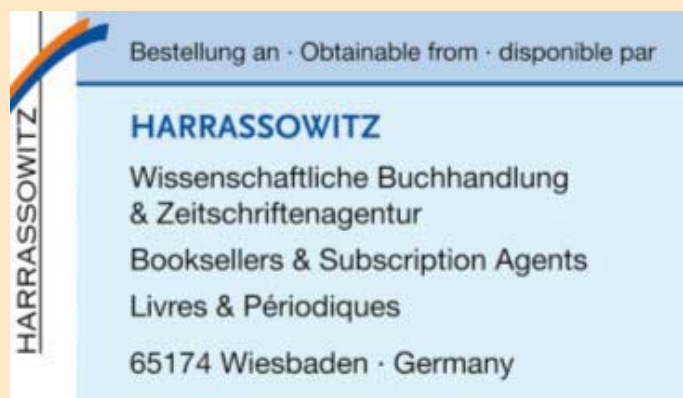 Bestellung an · Obtainable from · disponible par
HARRASSOWITZ
HARRASSOWITZ
Wissenschaftliche Buchhandlung
& Zeitschriftenagentur
Booksellers & Subscription Agents
Livres & Périodiques
65174 Wiesbaden · Germany